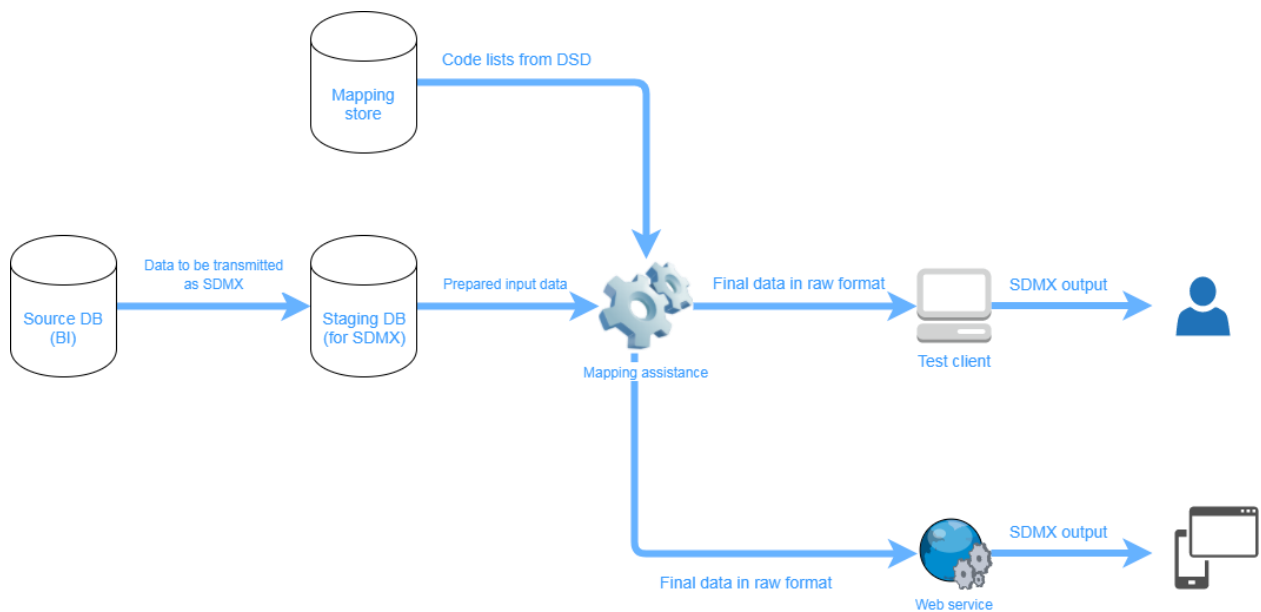 Code lists from DSD
Mapping
store
Data to be transmitted
as SDMX
Prepared input data
Final data in raw format
SDMX output
Source DB
(BI)
Staging DB
(for SDMX)
Mapping assistance
Test client
SDMX output
Final data in raw format
Web service